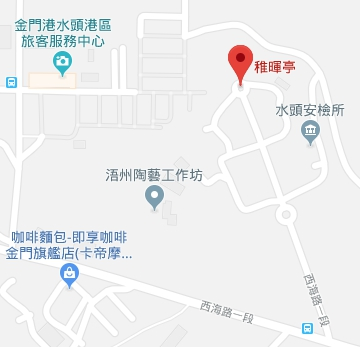 金門港水頭港區
旅客服務中心
稚暉亭
水頭安檢所
浯州陶藝工作坊
咖啡麵包-即享咖啡
金門旗艦店(卡帝摩...
西海路一段
西海路二段